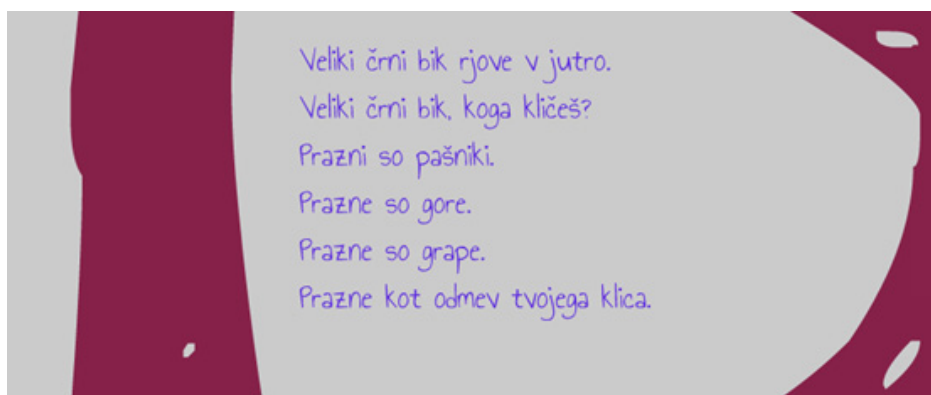 Veliki črni bik rjove v jutro.
Veliki črni bik, koga kličeš?
Prazni so pašniki.
Prazne so gore.
Prazne so grape.
Prazne kot odmev tvojega klica.